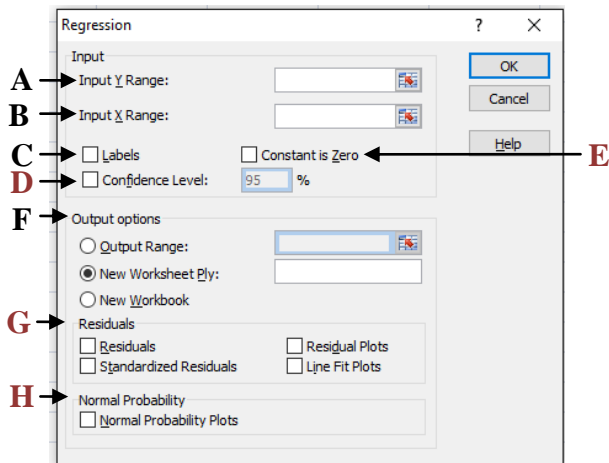 Regression ? ×
Input
A Input Y Range: OK
B Input X Range: Cancel
Help
C Labels Constant is Zero E
D Confidence Level: 95 %
F Output options
Output Range:
New Worksheet Ply:
New Workbook
G Residuals
Residuals Residual Plots
Standardized Residuals Line Fit Plots
H Normal Probability
Normal Probability Plots